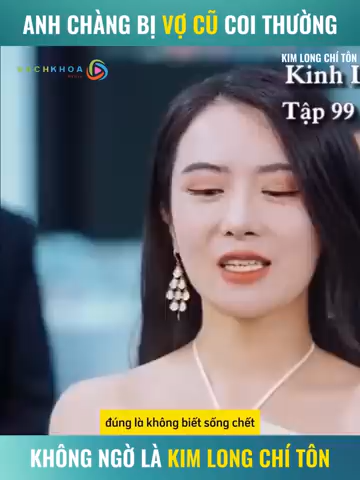 ANH CHÀNG BỊ VỢ CŨ COI THƯỜNG
KIM LONG CHÍ TÔN
Tập 99
đúng là không biết sống chết
KHÔNG NGỜ LÀ KIM LONG CHÍ TÔN